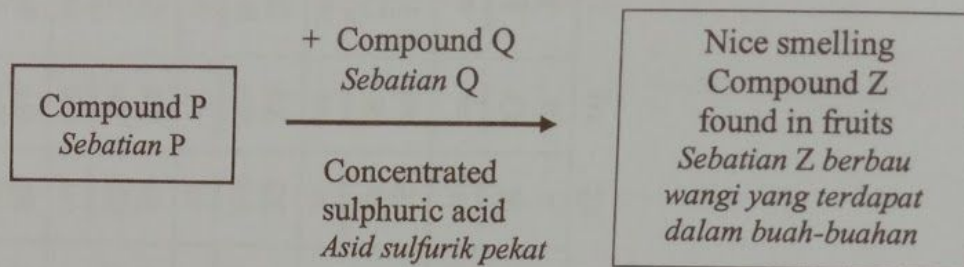 Compound P
Sebatian P
+ Compound Q
Sebatian Q
Concentrated
sulphuric acid
Asid sulfurik pekat
Nice smelling
Compound Z
found in fruits
Sebatian Z berbau
wangi yang terdapat
dalam buah-buahan